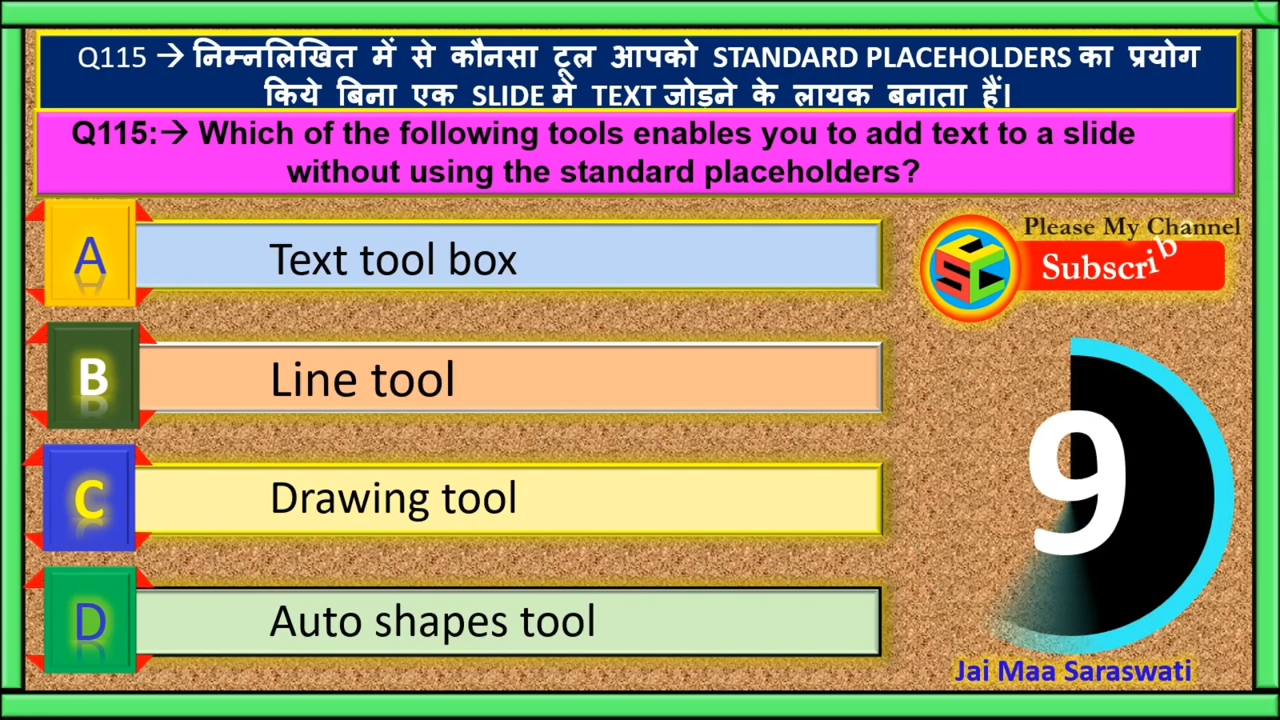 Q115 → निम्नलिखित में से कौनसा टूल आपको STANDARD PLACEHOLDERS का प्रयोग
किये बिना एक SLIDE में TEXT जोड़ने के लायक बनाता हैं।
Q115:→ Which of the following tools enables you to add text to a slide
without using the standard placeholders?
A Text tool box
Please My Channel
Subscrib
B Line tool
9
C Drawing tool
D Auto shapes tool
Jai Maa Saraswati